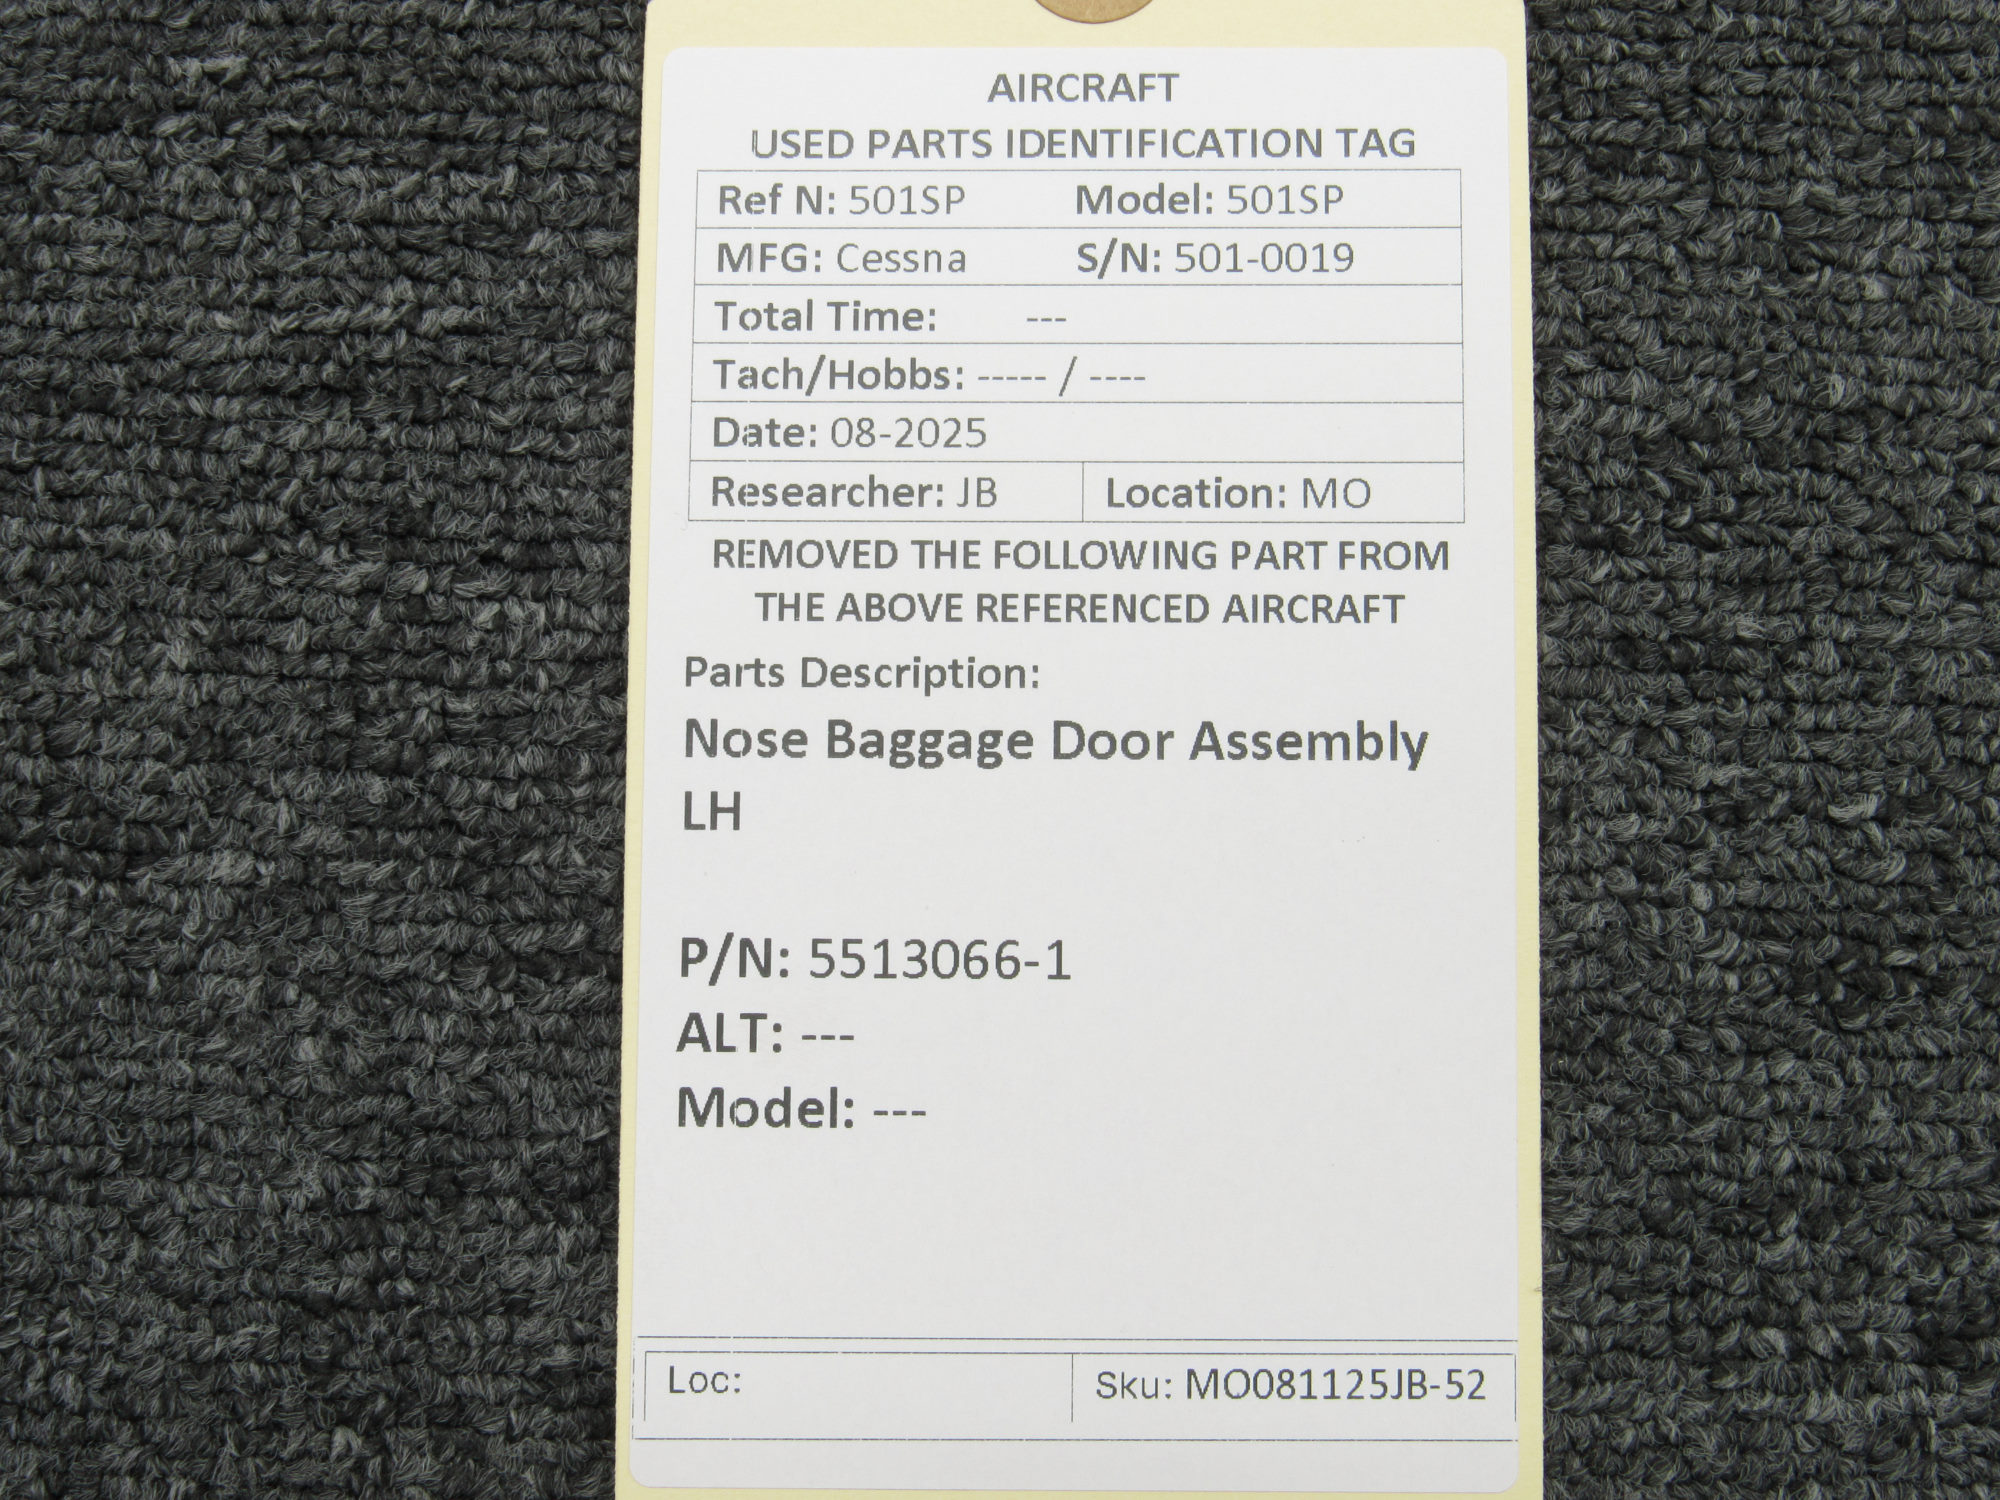 AIRCRAFT
USED PARTS IDENTIFICATION TAG
Ref N: 501SP Model: 501SP
MFG: Cessna S/N: 501-0019
Total Time: ---
Tach/Hobbs: ----- / ----
Date: 08-2025
Researcher: JB Location: MO
REMOVED THE FOLLOWING PART FROM
THE ABOVE REFERENCED AIRCRAFT
Parts Description:
Nose Baggage Door Assembly
LH
P/N: 5513066-1
ALT: ---
Model: ---
Loc: Sku: MO081125JB-52